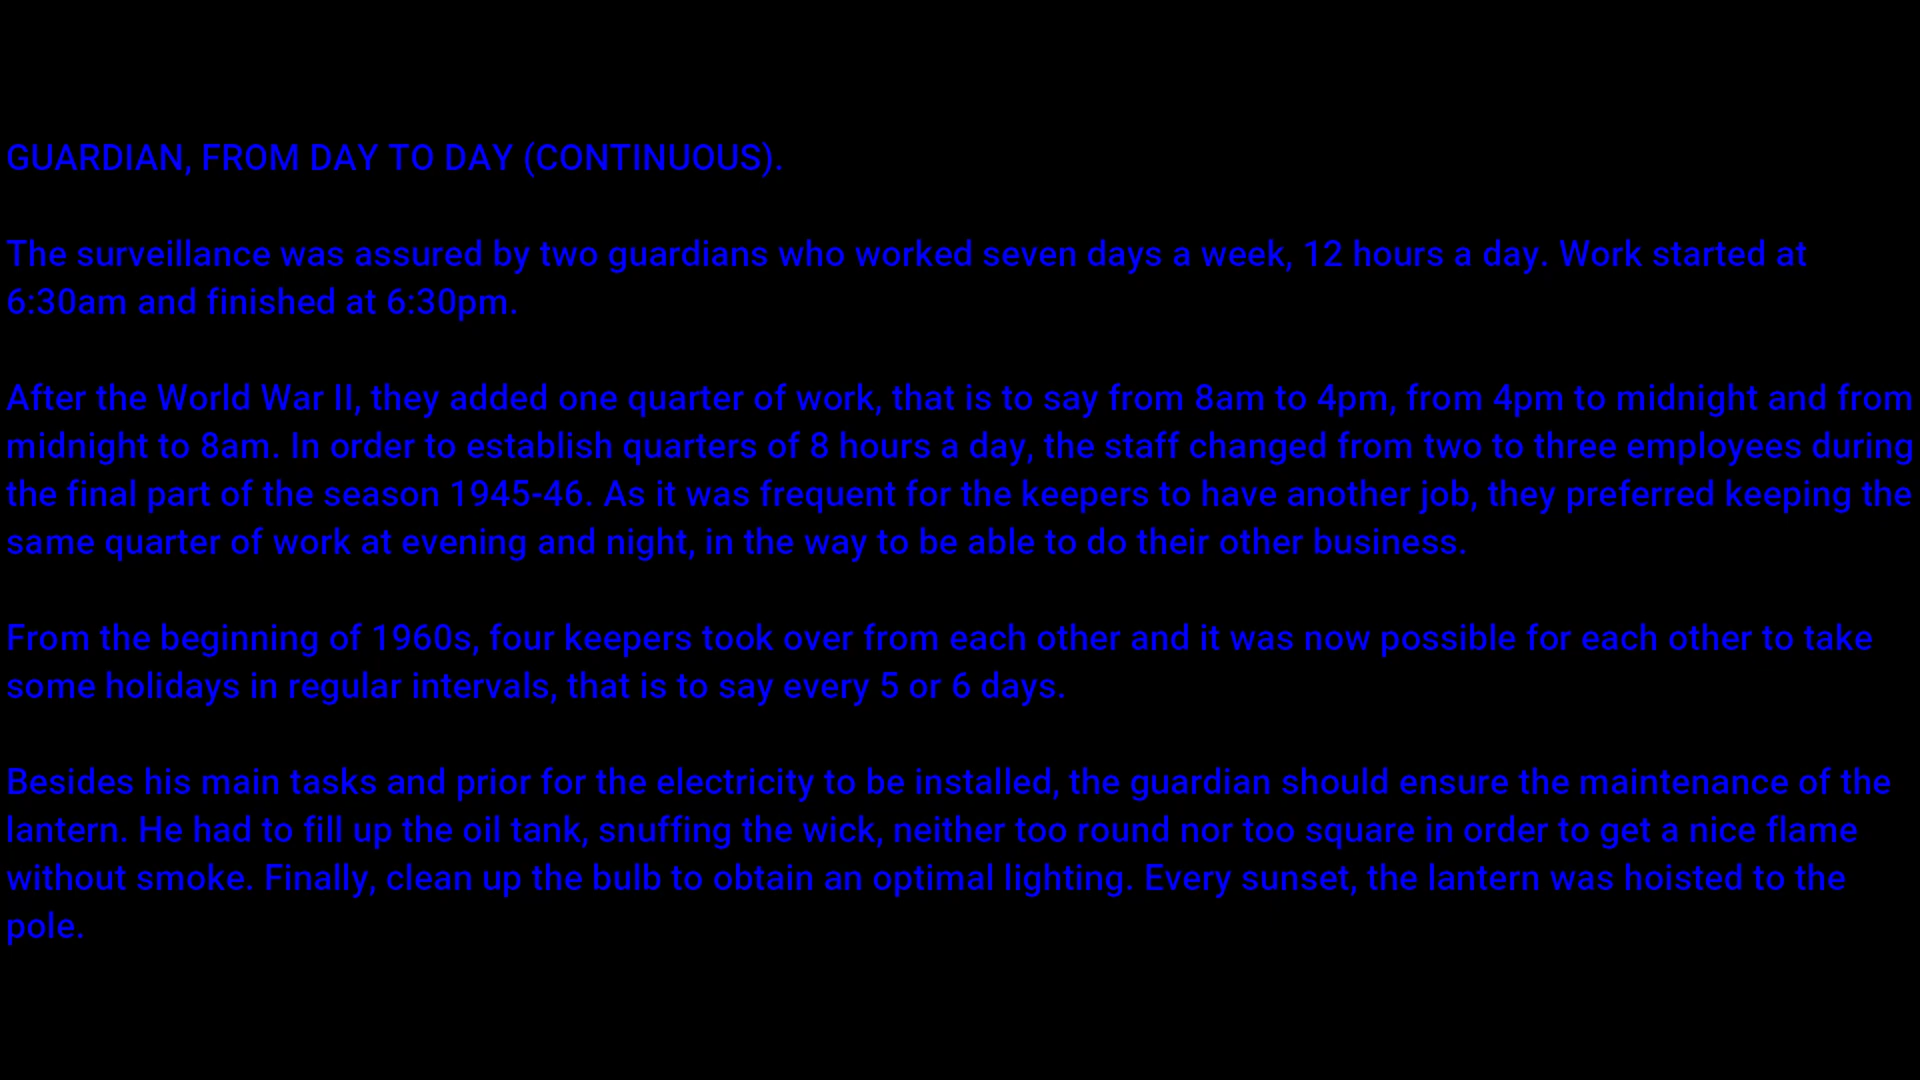 GUARDIAN, FROM DAY TO DAY (CONTINUOUS).
The surveillance was assured by two guardians who worked seven days a week, 12 hours a day. Work started at
6:30am and finished at 6:30pm.
After the World War II, they added one quarter of work, that is to say from 8am to 4pm, from 4pm to midnight and from
midnight to 8am. In order to establish quarters of 8 hours a day, the staff changed from two to three employees during
the final part of the season 1945-46. As it was frequent for the keepers to have another job, they preferred keeping the
same quarter of work at evening and night, in the way to be able to do their other business.
From the beginning of 1960s, four keepers took over from each other and it was now possible for each other to take
some holidays in regular intervals, that is to say every 5 or 6 days.
Besides his main tasks and prior for the electricity to be installed, the guardian should ensure the maintenance of the
lantern. He had to fill up the oil tank, snuffing the wick, neither too round nor too square in order to get a nice flame
without smoke. Finally, clean up the bulb to obtain an optimal lighting. Every sunset, the lantern was hoisted to the
pole.